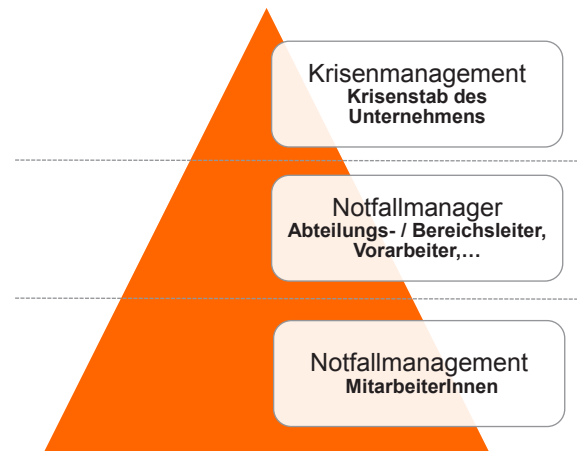 Krisenmanagement
Krisenstab des
Unternehmens
Notfallmanager
Abteilungs- / Bereichsleiter,
Vorarbeiter,…
Notfallmanagement
MitarbeiterInnen